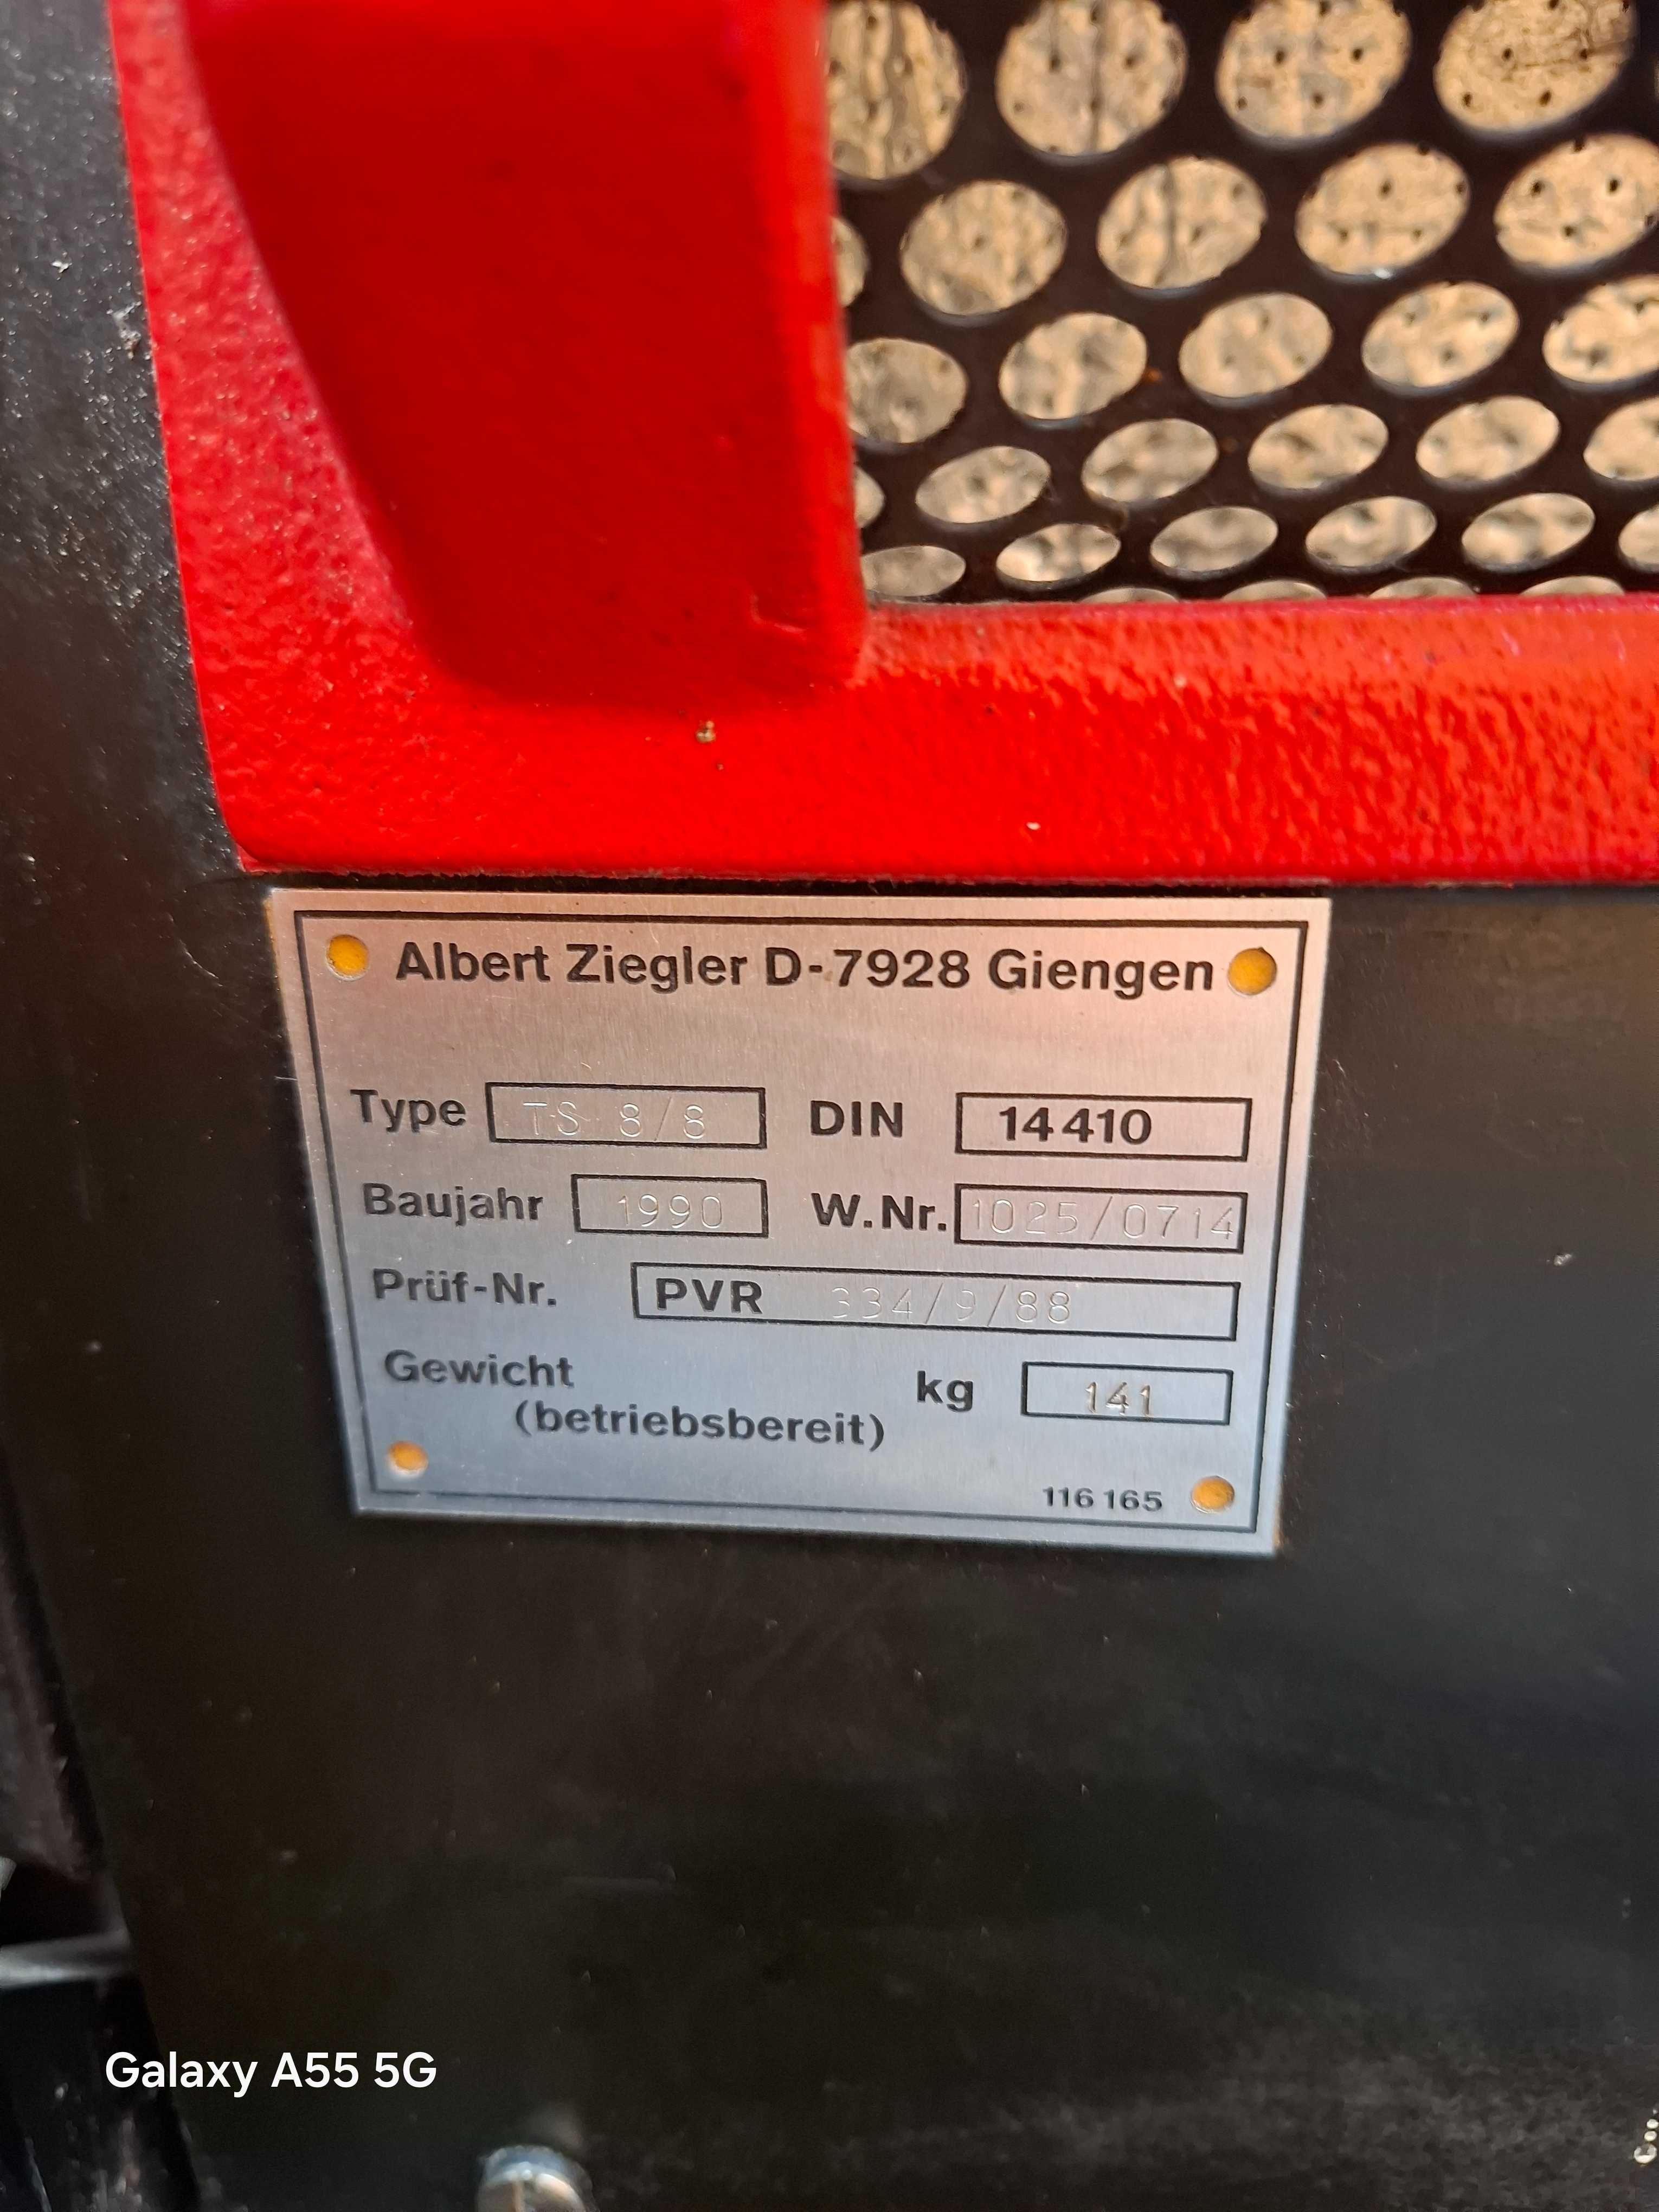 Albert Ziegler D-7928 Giengen
Type TS 8/8 DIN 14410
Baujahr 1990 W.Nr. 1025/0714
Prüf-Nr. PVR 334/9/88
Gewicht kg 141
(betriebsbereit)
116 165
Galaxy A55 5G